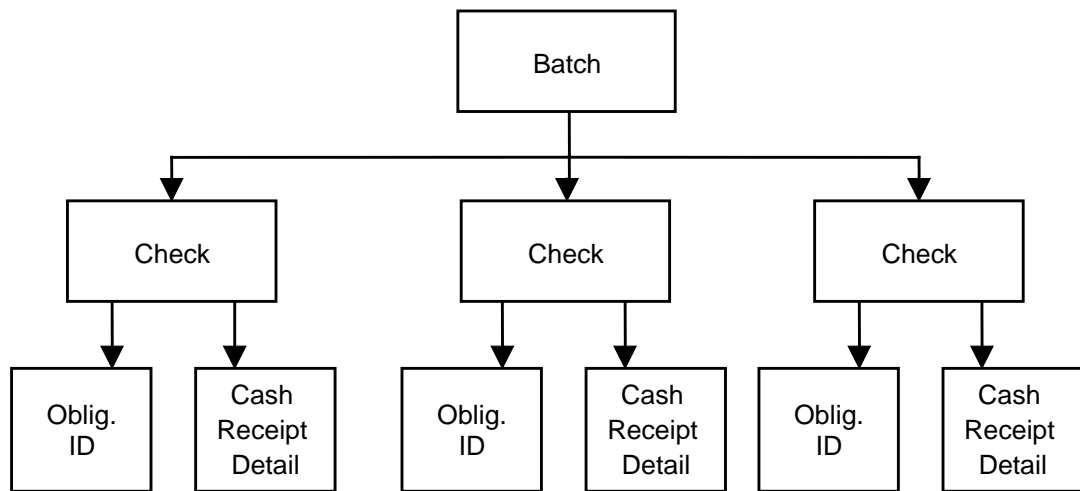 Batch
Check
Check
Check
Oblig.
ID
Cash
Receipt
Detail
Oblig.
ID
Cash
Receipt
Detail
Oblig.
ID
Cash
Receipt
Detail